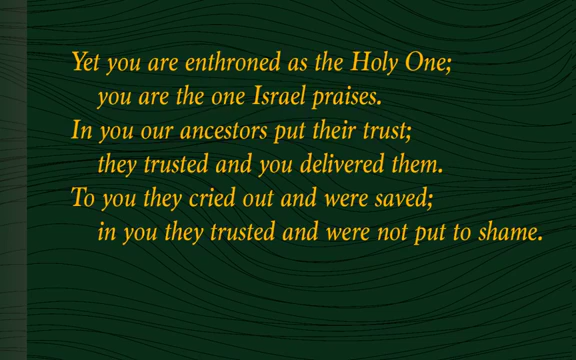 Yet you are enthroned as the Holy One;
you are the one Israel praises.
In you our ancestors put their trust;
they trusted and you delivered them.
To you they cried out and were saved;
in you they trusted and were not put to shame.